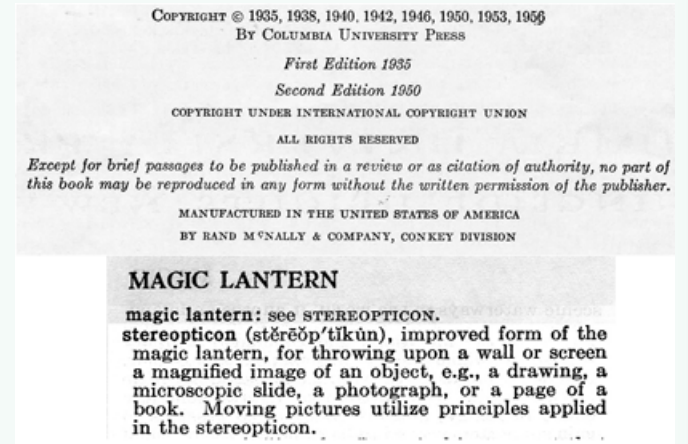 COPYRIGHT © 1935, 1938, 1940, 1942, 1946, 1950, 1953, 1956
BY COLUMBIA UNIVERSITY PRESS
First Edition 1935
Second Edition 1950
COPYRIGHT UNDER INTERNATIONAL COPYRIGHT UNION
ALL RIGHTS RESERVED
Except for brief passages to be published in a review or as citation of authority, no part of
this book may be reproduced in any form without the written permission of the publisher.
MANUFACTURED IN THE UNITED STATES OF AMERICA
BY RAND MCNALLY & COMPANY, CONKEY DIVISION
MAGIC LANTERN
magic lantern: see STEREOPTICON.
stereopticon (stĕrēŏp'tĭkún), improved form of the
magic lantern, for throwing upon a wall or screen
a magnified image of an object, e.g., a drawing, a
microscopic slide, a photograph, or a page of a
book. Moving pictures utilize principles applied
in the stereopticon.